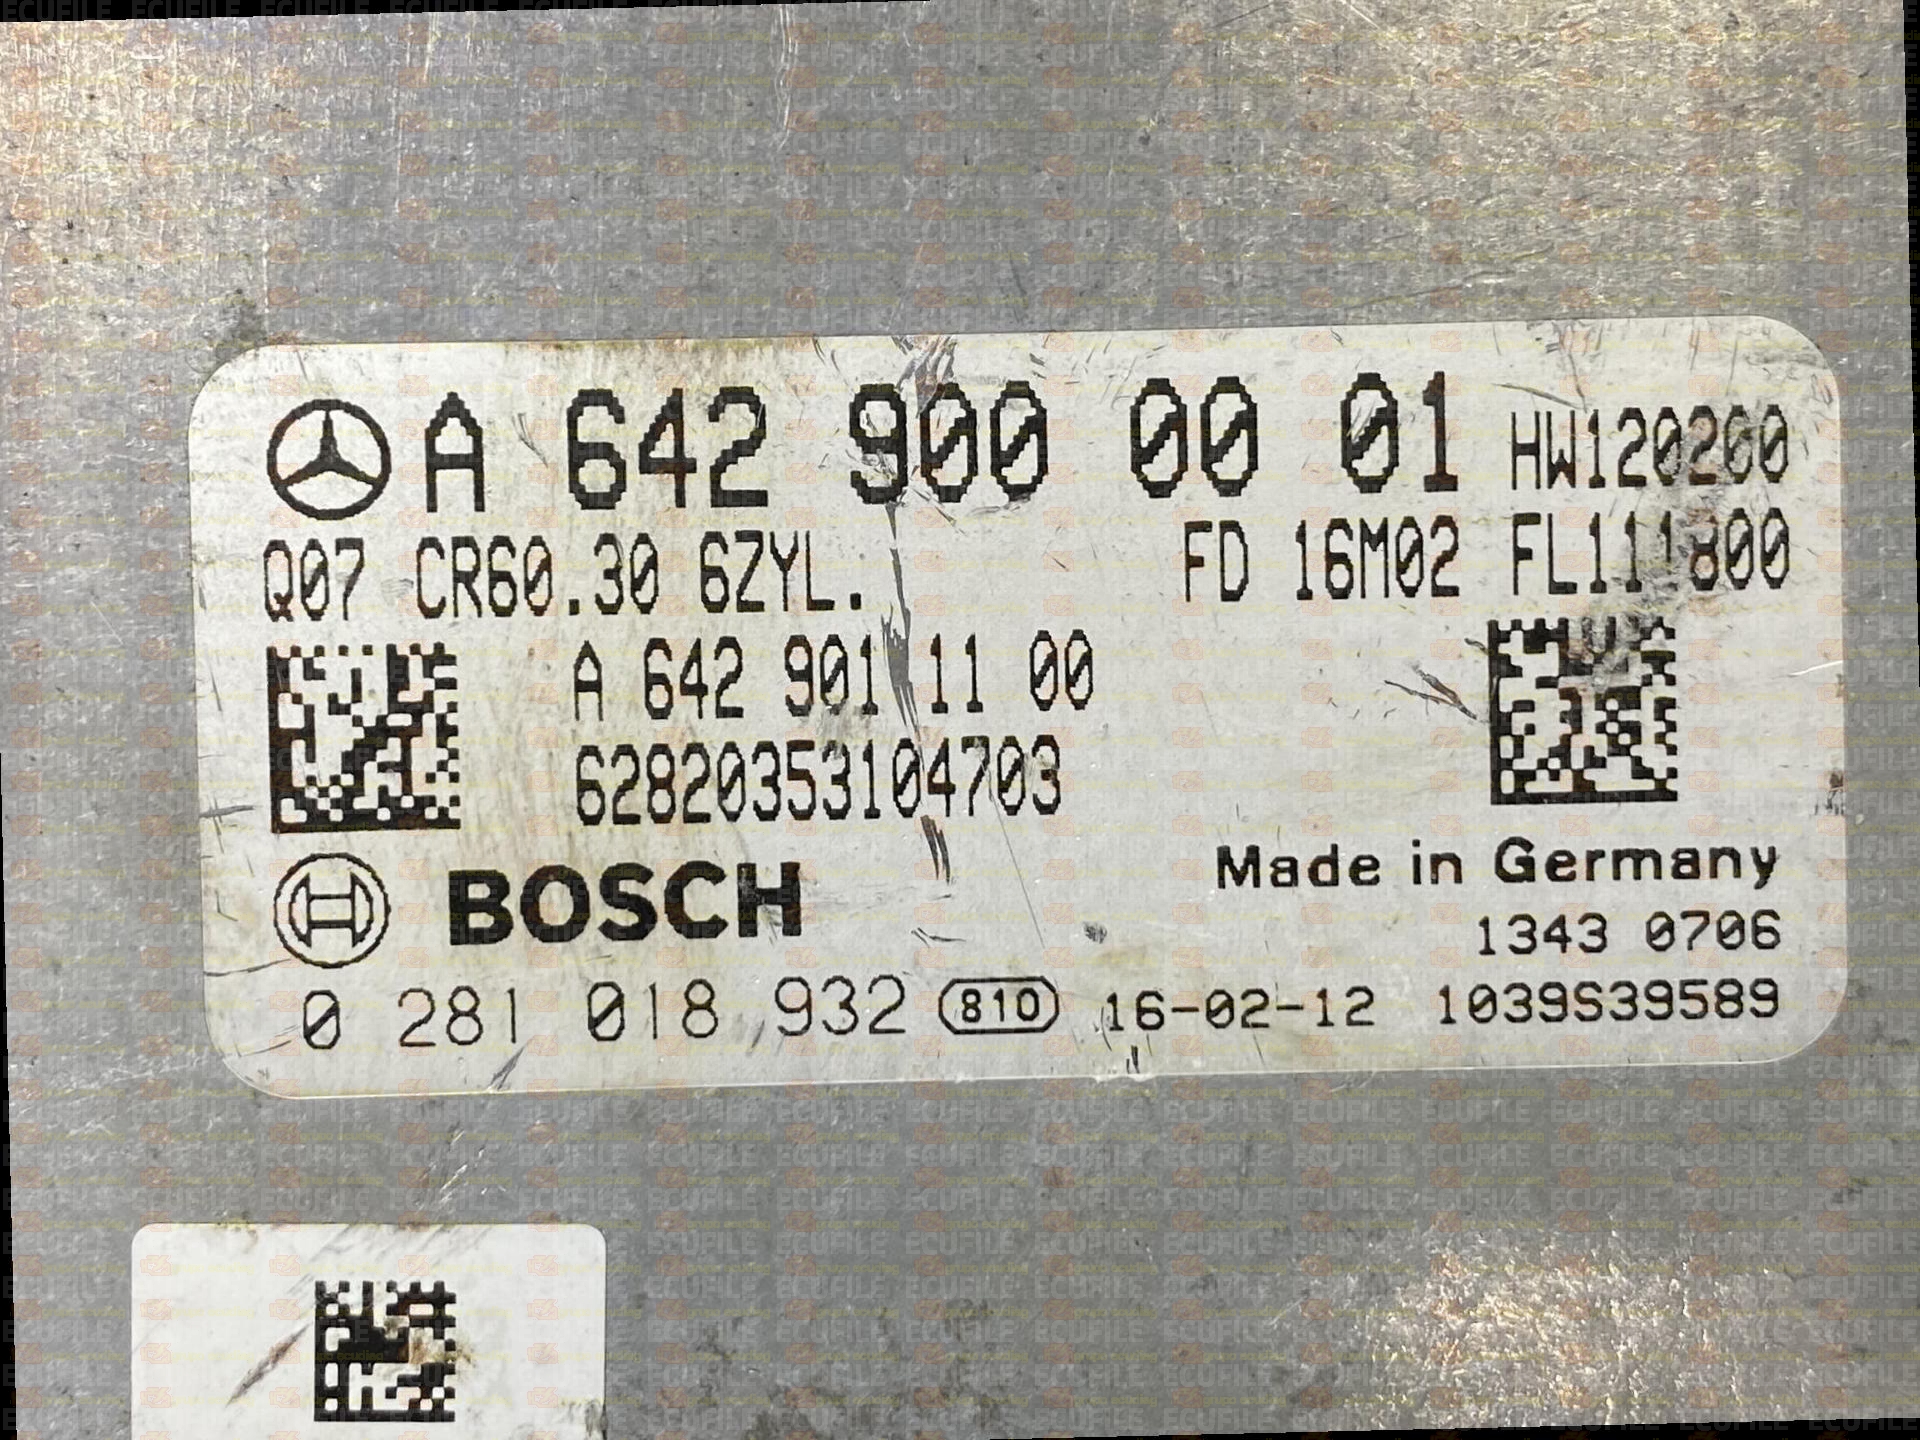 A 642 900 00 01 HW120200
Q07 CR60.30 6ZYL. FD 16M02 FL111800
A 642 901 11 00
62820353104703
BOSCH
Made in Germany
1343 0706
0 281 018 932 810 16-02-12 1039S39589
ECUFILE